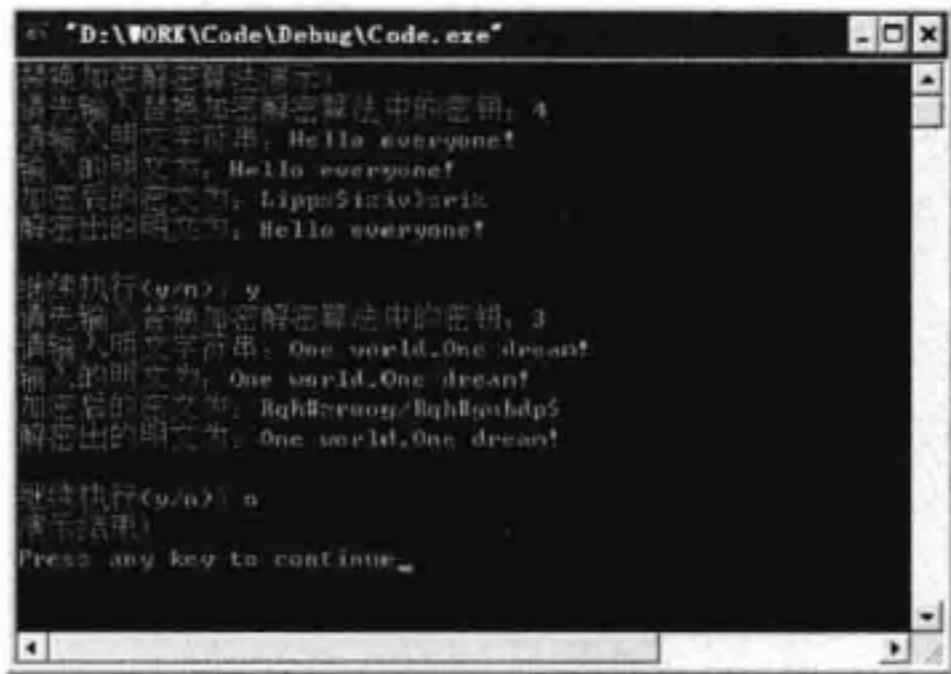 "D:\WORK\Code\Debug\Code.exe"
替换加密解密算法演示:
请先输入替换加密解密算法中的密钥: 4
请输入明文字符串: Hello everyone!
输入的明文为: Hello everyone!
加密后的密文为: Lipps$iziv}sri%
解密出的明文为: Hello everyone!
继续执行(y/n): y
请先输入替换加密解密算法中的密钥: 3
请输入明文字符串: One world,One dream!
输入的明文为: One world,One dream!
加密后的密文为: Rqh#zruog/Rqh#guhdp$
解密出的明文为: One world,One dream!
继续执行(y/n): n
演示结束!
Press any key to continue_